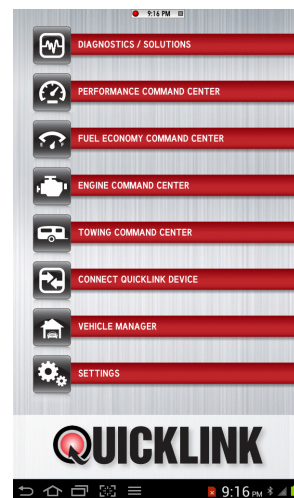 9:16 PM
DIAGNOSTICS / SOLUTIONS
PERFORMANCE COMMAND CENTER
FUEL ECONOMY COMMAND CENTER
ENGINE COMMAND CENTER
TOWING COMMAND CENTER
CONNECT QUICKLINK DEVICE
VEHICLE MANAGER
SETTINGS
QUICKLINK
9:16 PM